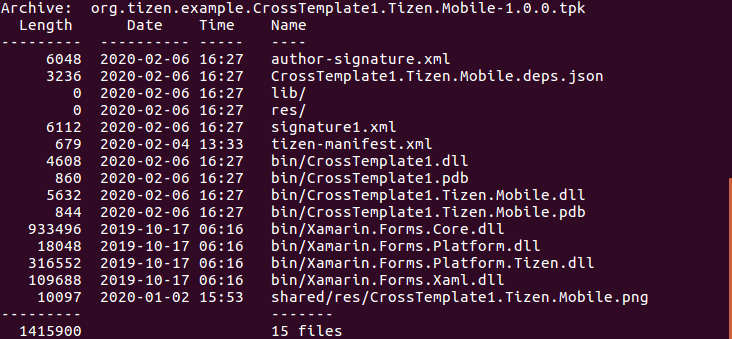 Archive:  org.tizen.example.CrossTemplate1.Tizen.Mobile-1.0.0.tpk
  Length      Date    Time    Name
---------  ---------- -----   ----
     6048  2020-02-06 16:27   author-signature.xml
     3236  2020-02-06 16:27   CrossTemplate1.Tizen.Mobile.deps.json
        0  2020-02-06 16:27   lib/
        0  2020-02-06 16:27   res/
     6112  2020-02-06 16:27   signature1.xml
      679  2020-02-04 13:33   tizen-manifest.xml
     4608  2020-02-06 16:27   bin/CrossTemplate1.dll
      860  2020-02-06 16:27   bin/CrossTemplate1.pdb
     5632  2020-02-06 16:27   bin/CrossTemplate1.Tizen.Mobile.dll
      844  2020-02-06 16:27   bin/CrossTemplate1.Tizen.Mobile.pdb
   933496  2019-10-17 06:16   bin/Xamarin.Forms.Core.dll
    18048  2019-10-17 06:16   bin/Xamarin.Forms.Platform.dll
   316552  2019-10-17 06:16   bin/Xamarin.Forms.Platform.Tizen.dll
   109688  2019-10-17 06:16   bin/Xamarin.Forms.Xaml.dll
    10097  2020-01-02 15:53   shared/res/CrossTemplate1.Tizen.Mobile.png
---------                     -------
  1415900                     15 files